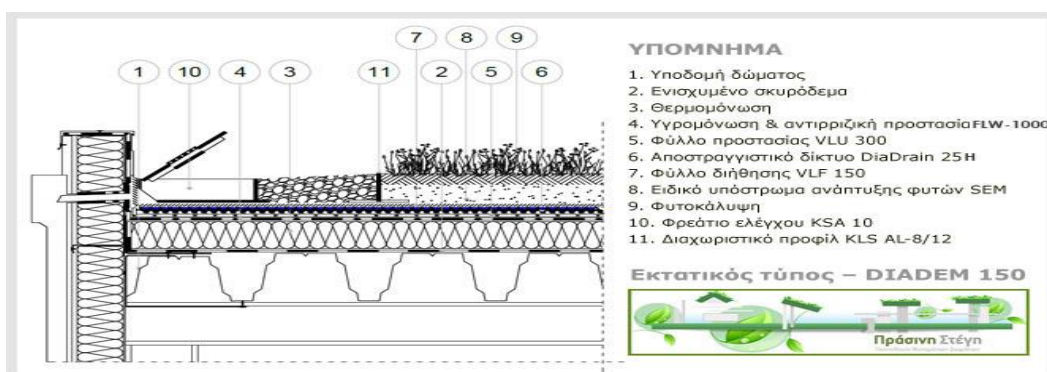 7 8 9
1 10 4 3 11 2 5 6
ΥΠΟΜΝΗΜΑ
1. Υποδομή δώματος
2. Ενισχυμένο σκυρόδεμα
3. Θερμομόνωση
4. Υγρομόνωση & αντιρριζική προστασία FLW-1000
5. Φύλλο προστασίας VLU 300
6. Αποστραγγιστικό δίκτυο DiaDrain 25H
7. Φύλλο διήθησης VLF 150
8. Ειδικό υπόστρωμα ανάπτυξης φυτών SEM
9. Φυτοκάλυψη
10. Φρεάτιο ελέγχου KSA 10
11. Διαχωριστικό προφίλ KLS AL-8/12
Εκτατικός τύπος – DIADEM 150
Πράσινη Στέγη